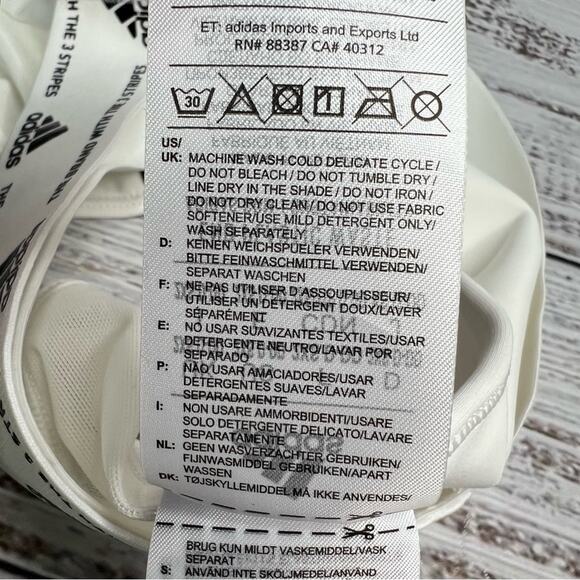 H THE 3 STRIPES
adidas
ET: adidas Imports and Exports Ltd
RN# 88387 CA# 40312
30
US/
UK: MACHINE WASH COLD DELICATE CYCLE /
DO NOT BLEACH / DO NOT TUMBLE DRY /
LINE DRY IN THE SHADE / DO NOT IRON /
DO NOT DRY CLEAN / DO NOT USE FABRIC
SOFTENER/USE MILD DETERGENT ONLY/
WASH SEPARATELY
D: KEINEN WEICHSPUELER VERWENDEN/
BITTE FEINWASCHMITTEL VERWENDEN/
SEPARAT WASCHEN
F: NE PAS UTILISER D'ASSOUPLISSEUR/
UTILISER UN DÉTERGENT DOUX/LAVER
SÉPARÉMENT
E: NO USAR SUAVIZANTES TEXTILES/USAR
DETERGENTE NEUTRO/LAVAR POR
SEPARADO
P: NÃO USAR AMACIADORES/USAR
DETERGENTES SUAVES/LAVAR
SEPARADAMENTE
I: NON USARE AMMORBIDENTI/USARE
SOLO DETERGENTE DELICATO/LAVARE
SEPARATAMENTE
NL: GEEN WASVERZACHTER GEBRUIKEN/
FIJNWASMIDDEL GEBRUIKEN/APART
WASSEN
DK: TØJSKYLLEMIDDEL MÅ IKKE ANVENDES/
BRUG KUN MILDT VASKEMIDDEL/VASK
SEPARAT
S: ANVÄND INTE SKÖLJMEDEL/ANVÄND